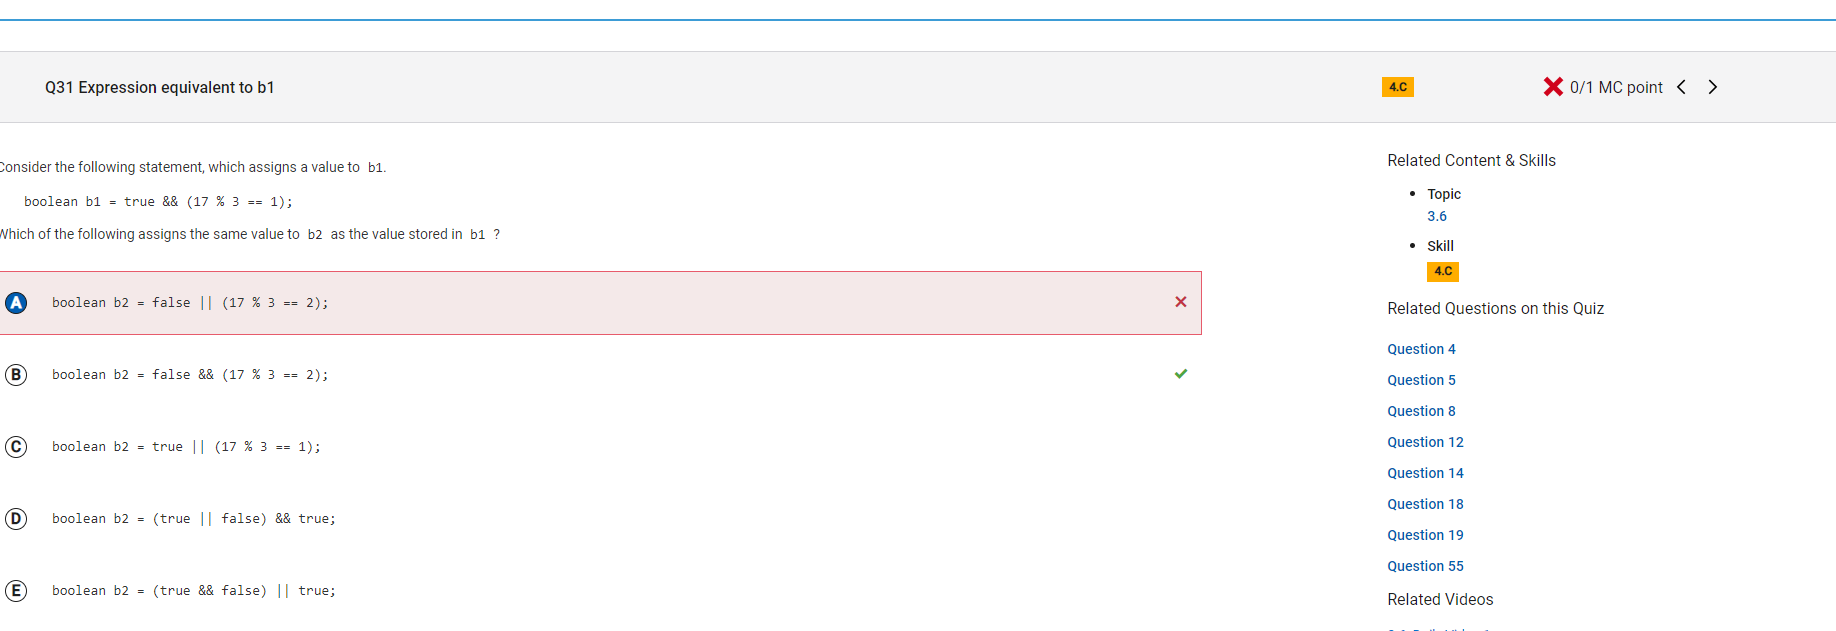 Q31 Expression equivalent to b1
4.C
0/1 MC point
Consider the following statement, which assigns a value to b1.
boolean b1 = true && (17 % 3 == 1);
Which of the following assigns the same value to b2 as the value stored in b1 ?
A boolean b2 = false || (17 % 3 == 2);
B boolean b2 = false && (17 % 3 == 2);
C boolean b2 = true || (17 % 3 == 1);
D boolean b2 = (true || false) && true;
E boolean b2 = (true && false) || true;
Related Content & Skills
Topic
3.6
Skill
4.C
Related Questions on this Quiz
Question 4
Question 5
Question 8
Question 12
Question 14
Question 18
Question 19
Question 55
Related Videos